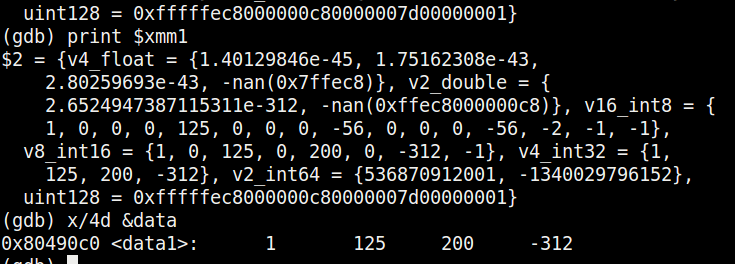 uint128 = 0xfffffec8000000c80000007d00000001}
(gdb) print $xmm1
$2 = {v4_float = {1.40129846e-45, 1.75162308e-43,
2.80259693e-43, -nan(0x7ffec8)}, v2_double = {
2.6524947387115311e-312, -nan(0xffec8000000c8)}, v16_int8 = {
1, 0, 0, 0, 125, 0, 0, 0, -56, 0, 0, 0, -56, -2, -1, -1},
v8_int16 = {1, 0, 125, 0, 200, 0, -312, -1}, v4_int32 = {1,
125, 200, -312}, v2_int64 = {536870912001, -1340029796152},
uint128 = 0xfffffec8000000c80000007d00000001}
(gdb) x/4d &data
0x80490c0 <data1>: 1 125 200 -312
(gdb)